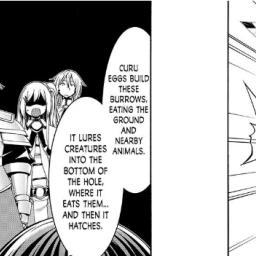 CURU
EGGS BUILD
THESE
BURROWS,
EATING THE
GROUND
AND
NEARBY
ANIMALS.
IT LURES
CREATURES
INTO THE
BOTTOM OF
THE HOLE,
WHERE IT
EATS THEM...
AND THEN IT
HATCHES.